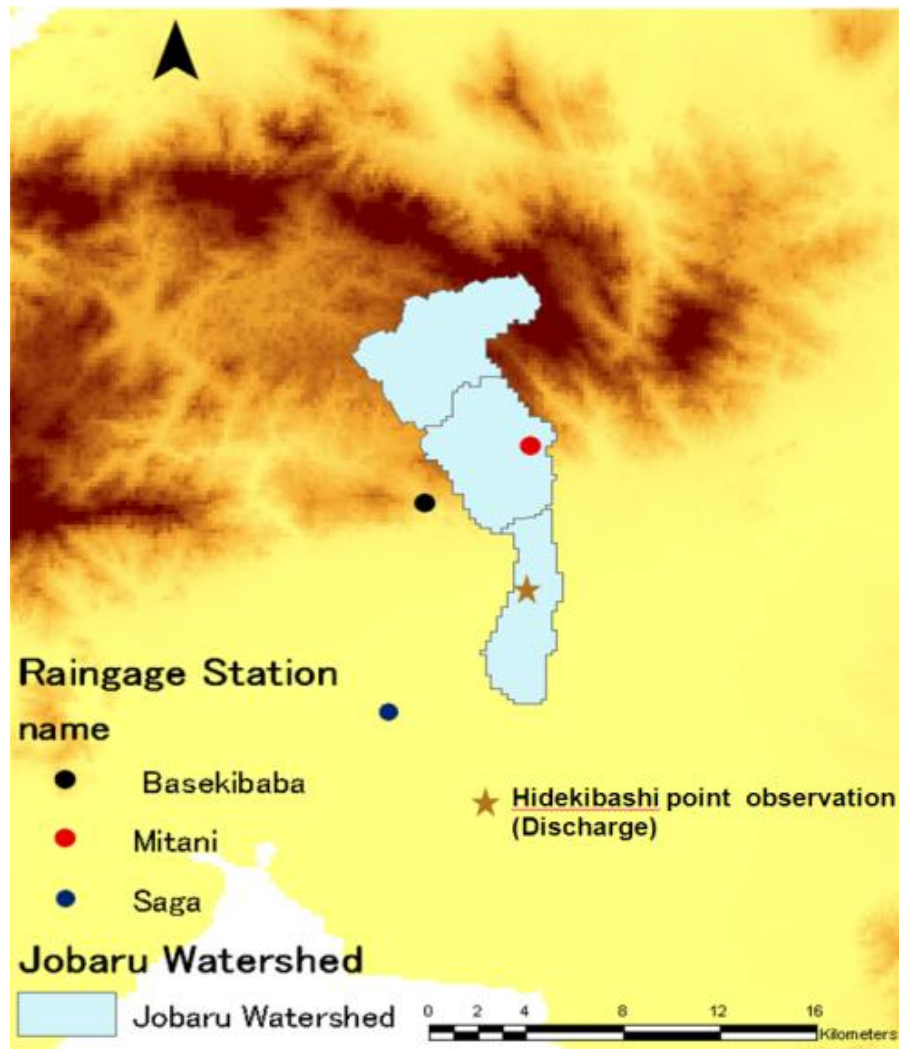 Raingage Station
name
Basekibaba
Mitani
Saga
Jobaru Watershed
Jobaru Watershed
Hidekibashi point observation
(Discharge)
0 2 4 8 12 16
Kilometers